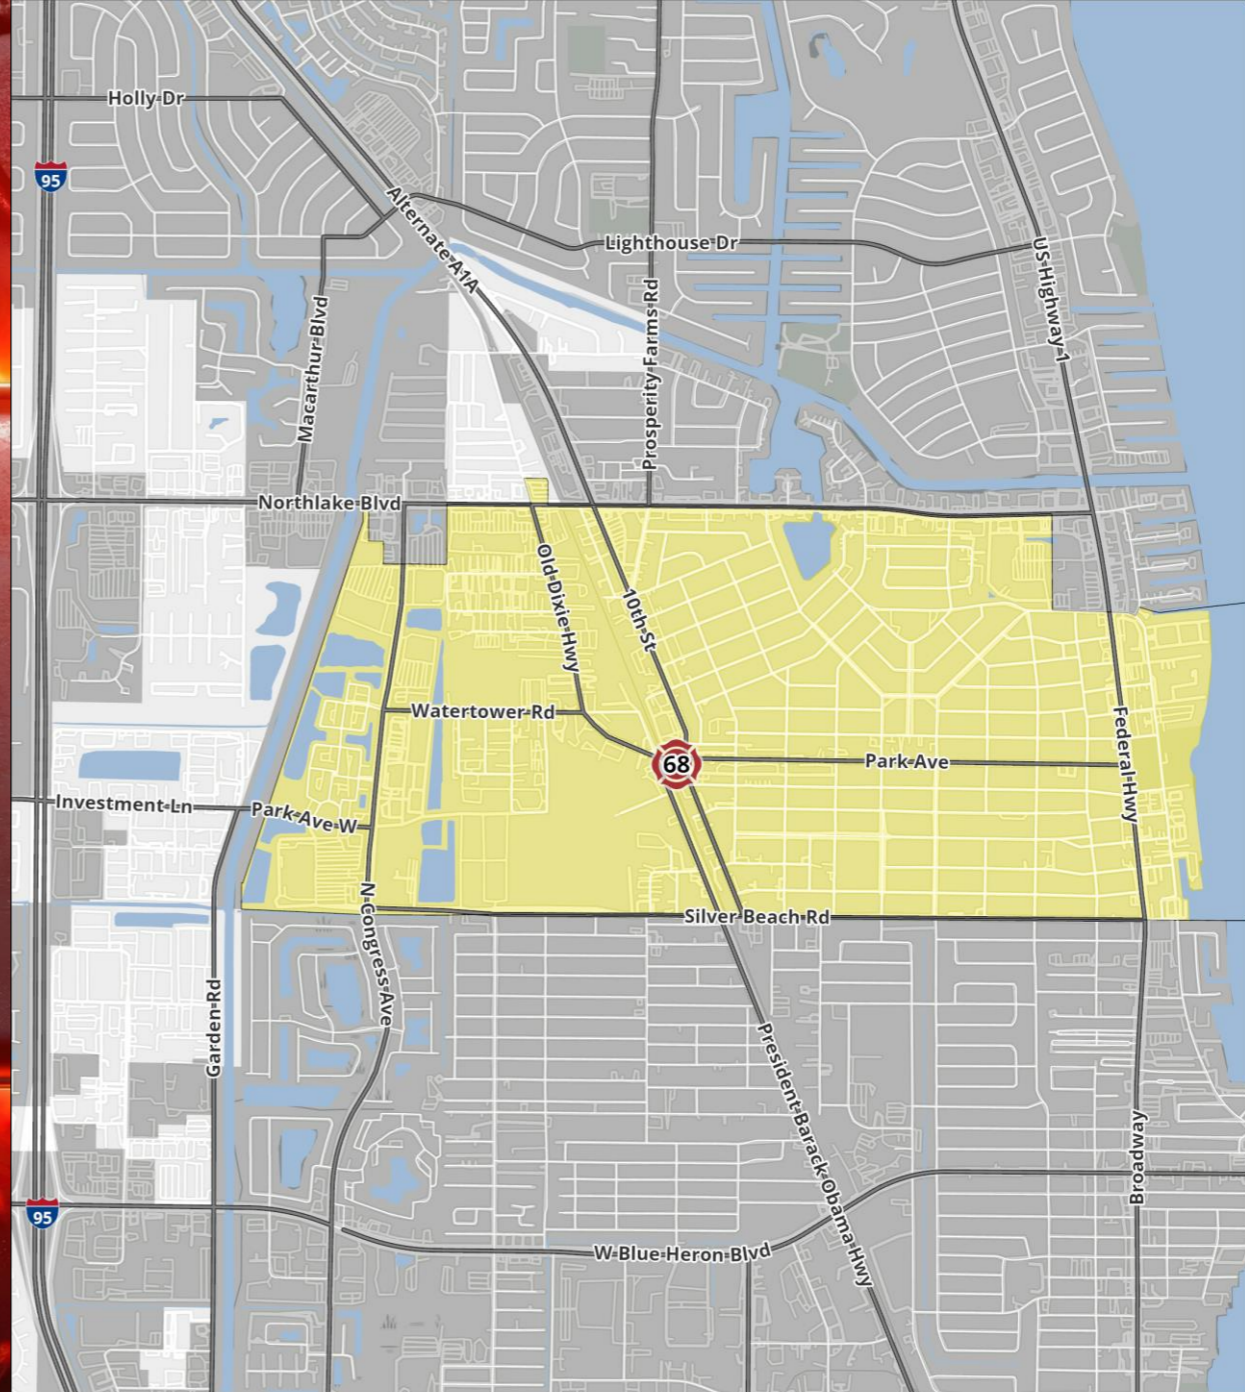 Holly Dr
95
Alternate A1A
Lighthouse Dr
US Highway 1
Macarthur Blvd
Prosperity Farms Rd
Northlake Blvd
Old Dixie Hwy
10th St
Watertower Rd
68
Park Ave
Federal Hwy
Investment Ln
Park Ave W
N Congress Ave
Silver Beach Rd
Garden Rd
President Barack Obama Hwy
Broadway
95
W Blue Heron Blvd